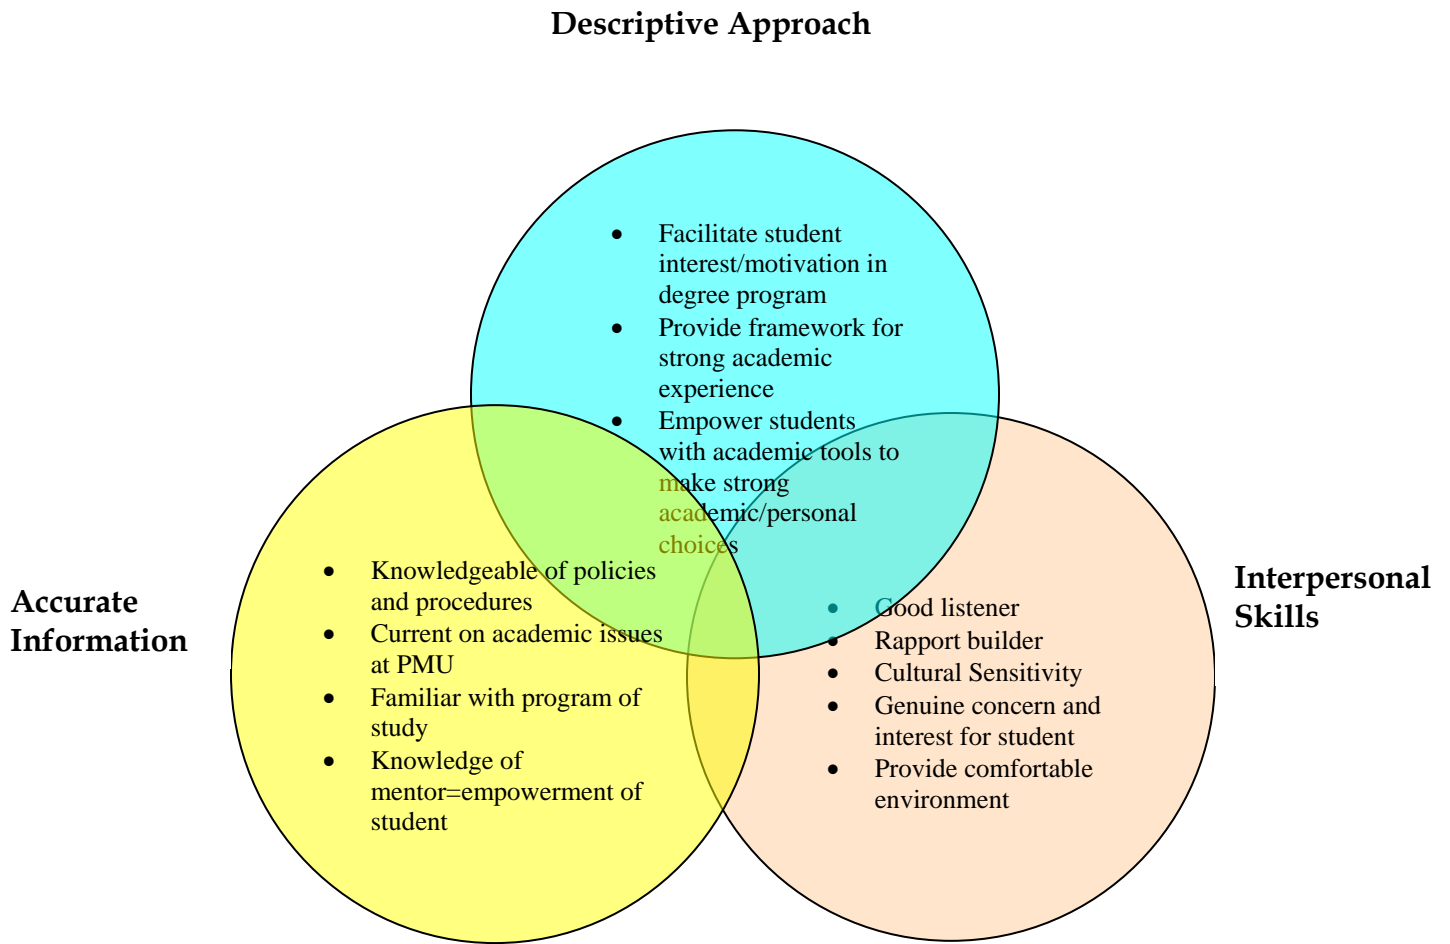 Descriptive Approach
• Facilitate student
interest/motivation in
degree program
• Provide framework for
strong academic
experience
• Empower students
with academic tools to
make strong
academic/personal
choices
Accurate
Information
• Knowledgeable of policies
and procedures
• Current on academic issues
at PMU
• Familiar with program of
study
• Knowledge of
mentor=empowerment of
student
• Good listener
• Rapport builder
• Cultural Sensitivity
• Genuine concern and
interest for student
• Provide comfortable
environment
Interpersonal
Skills